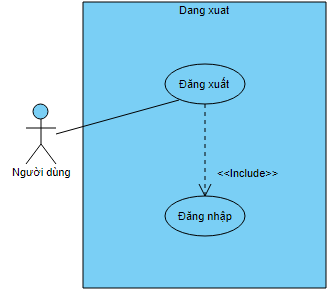 Dang xuat
Đăng xuất
<<Include>>
Người dùng
Đăng nhập